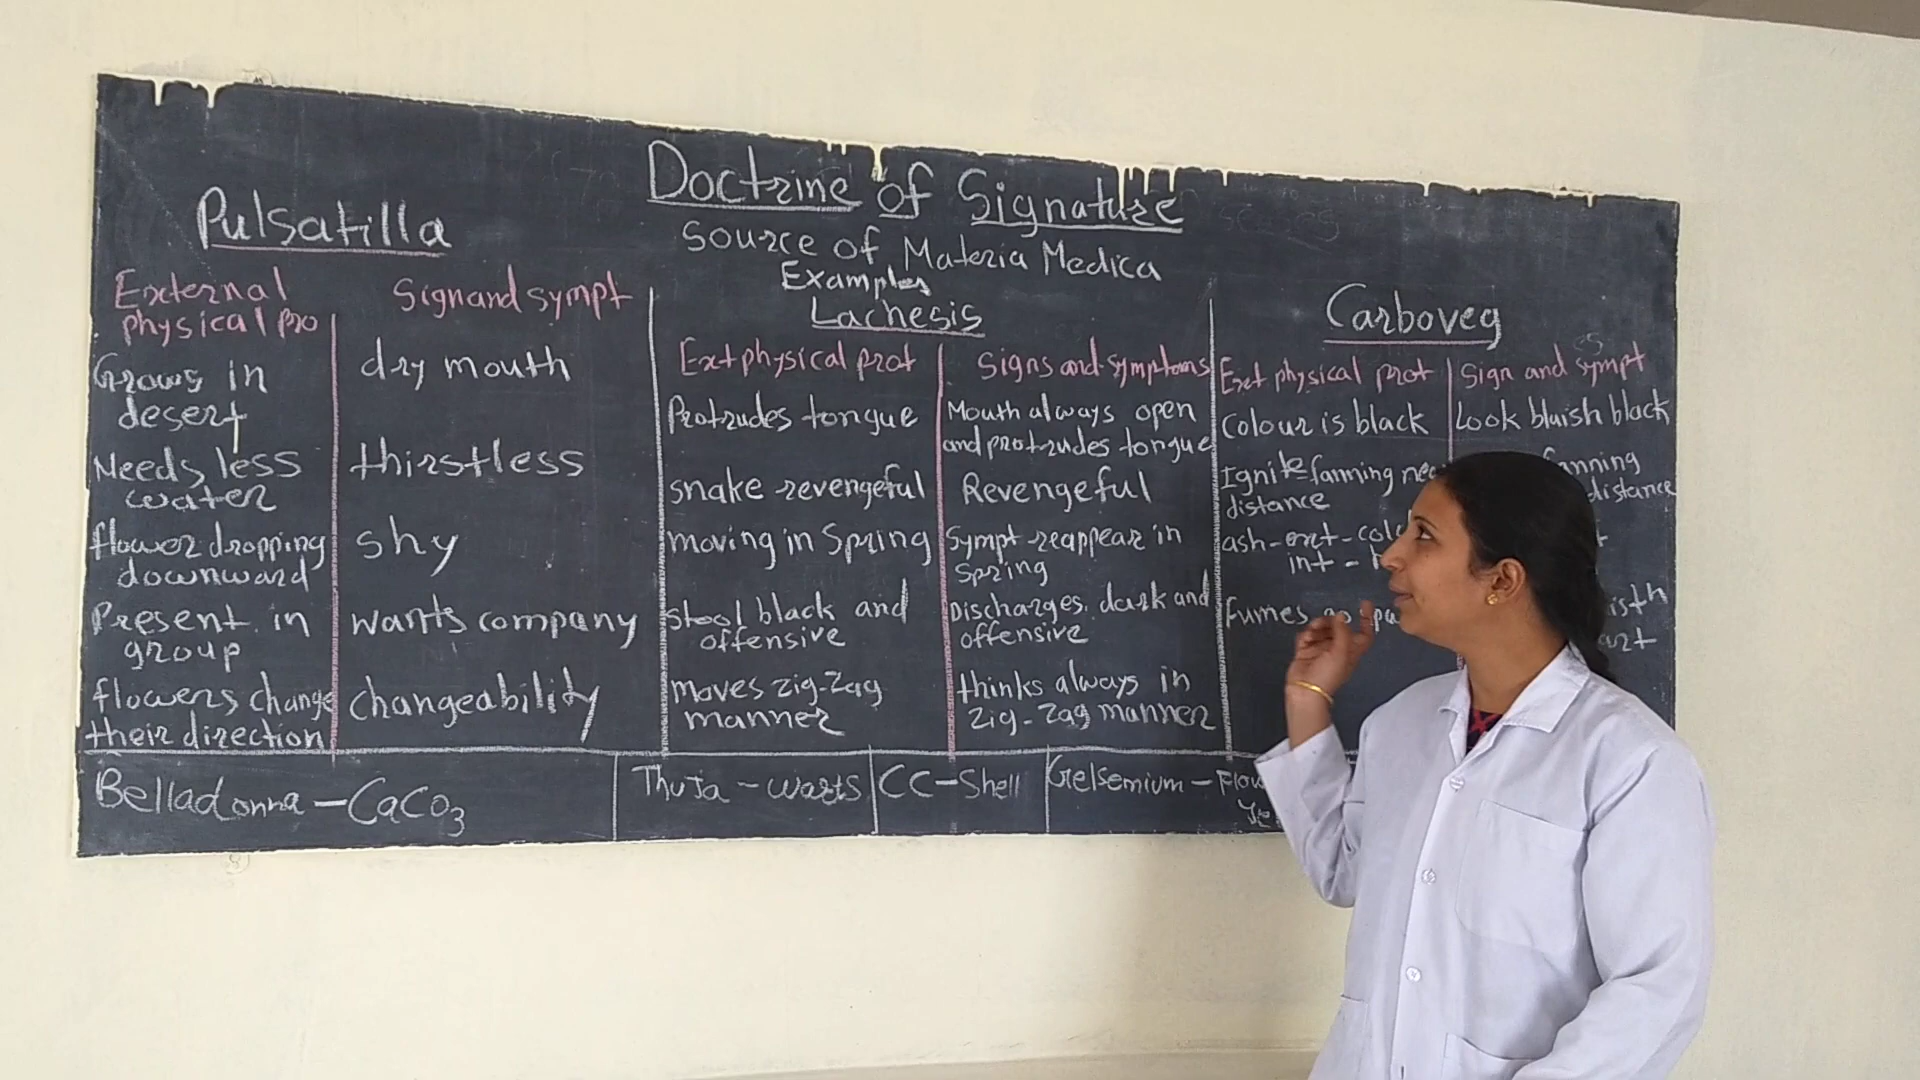 Doctrine of Signature
Source of Materia Medica
Examples
Pulsatilla
External
physical pro
Sign and sympt
Grows in
desert
dry mouth
Needs less
water
thirstless
flower dropping
downward
shy
Present in
group
wants company
flowers change
their direction
changeability
Lachesis
Ext physical prot
Signs and symptoms
Protrudes tongue
Mouth always open
and protrudes tongue
snake revengeful
Revengeful
moving in Spring
Sympt reappear in
Spring
Stool black and
offensive
Discharges dark and
offensive
moves zig-zag
manner
thinks always in
zig-zag manner
Carboveg
Ext physical prot
Sign and sympt
Colour is black
Look bluish black
Ignite fanning
distance
distance
ash-ext-
int -
Fumes
Belladonna - CaCO3
Thuja - warts
CC-Shell
Gelsemium -